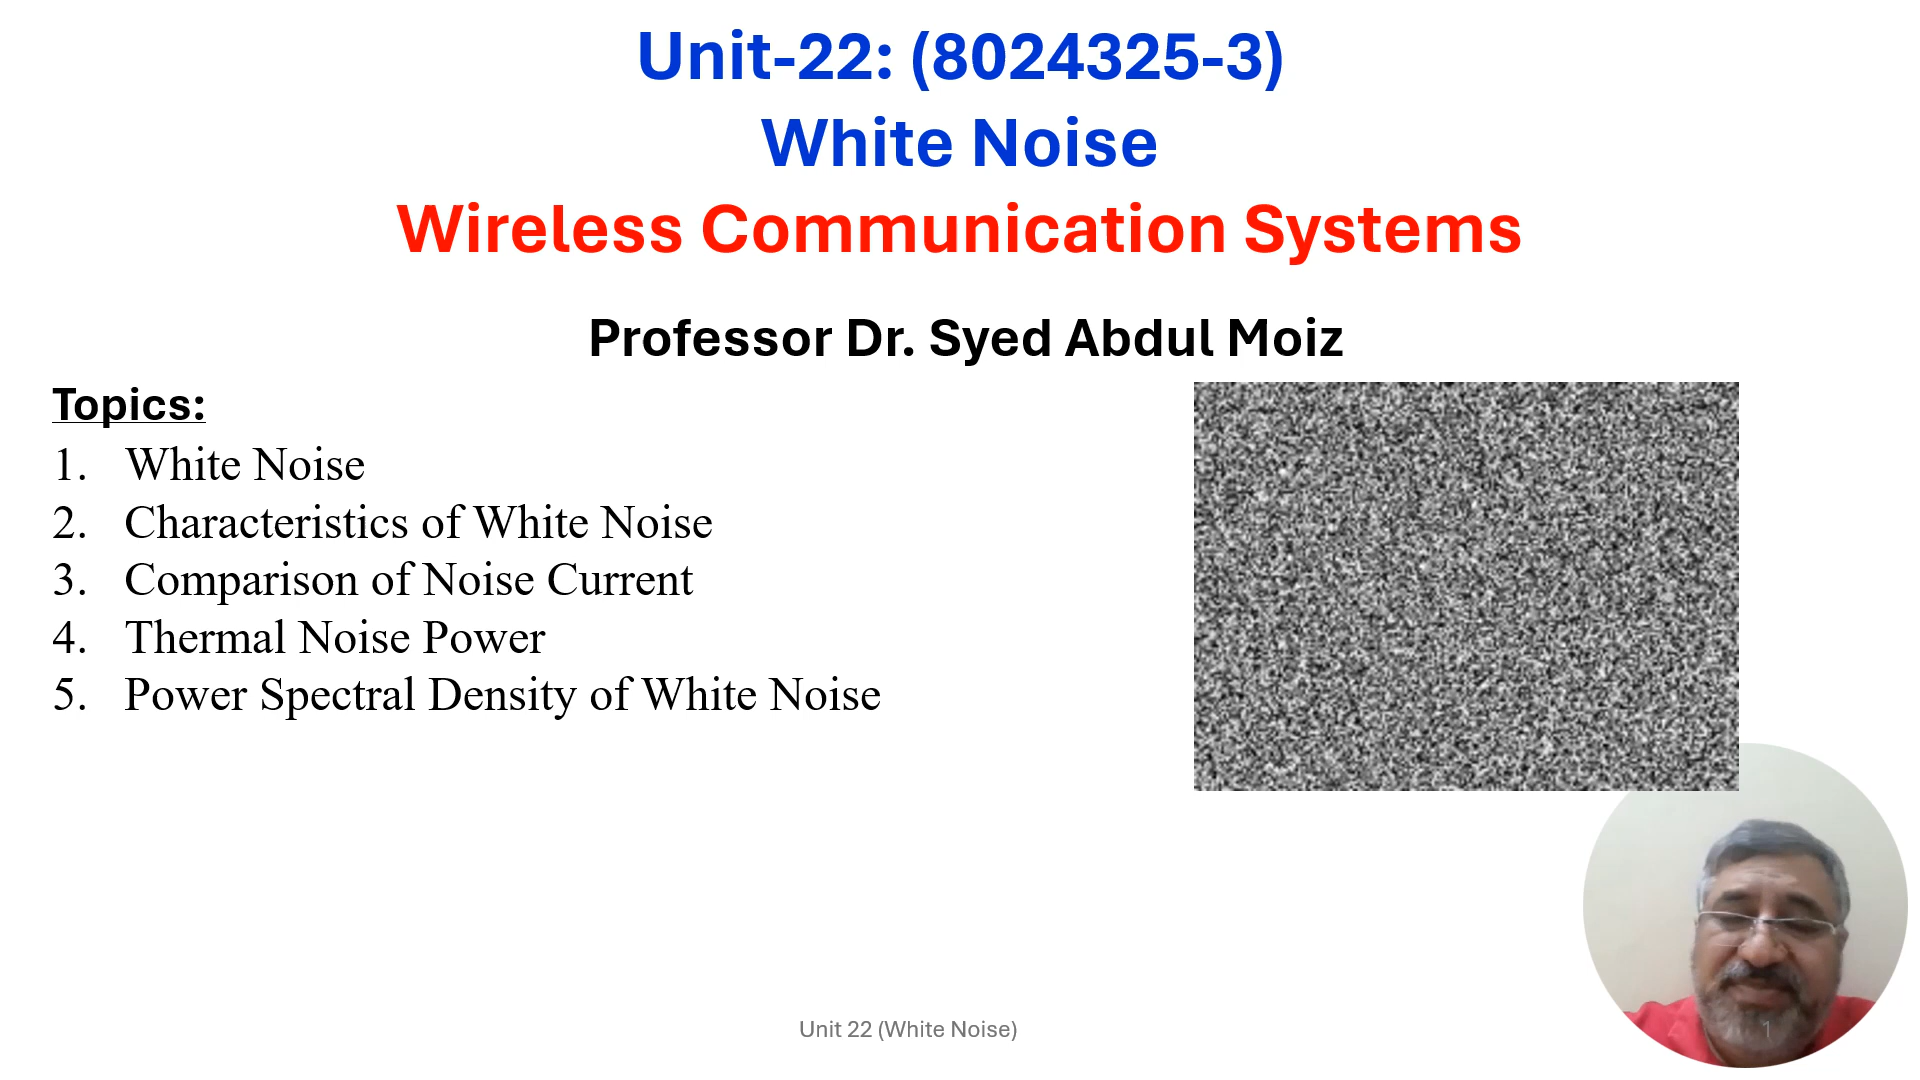 Unit-22: (8024325-3)
White Noise
Wireless Communication Systems
Professor Dr. Syed Abdul Moiz
Topics:
1. White Noise
2. Characteristics of White Noise
3. Comparison of Noise Current
4. Thermal Noise Power
5. Power Spectral Density of White Noise
Unit 22 (White Noise)
1